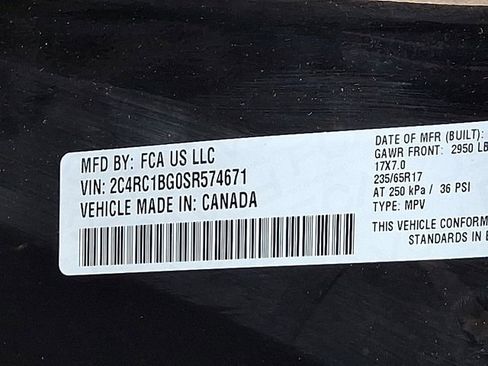 MFD BY: FCA US LLC
VIN: 2C4RC1BG0SR574671
VEHICLE MADE IN: CANADA
DATE OF MFR (BUILT):
GAWR FRONT: 2950 LB
17X7.0
235/65R17
AT 250 kPa / 36 PSI
TYPE: MPV
THIS VEHICLE CONFORM
STANDARDS IN E